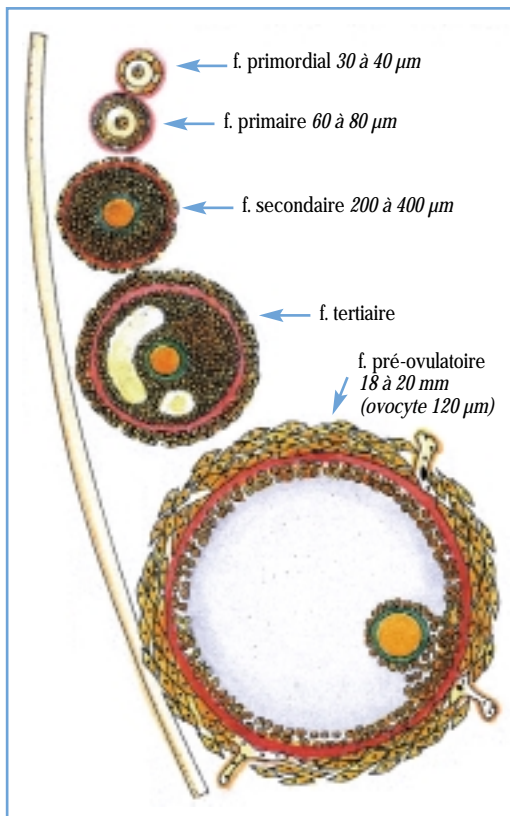 f. primordial 30 à 40 µm
f. primaire 60 à 80 µm
f. secondaire 200 à 400 µm
f. tertiaire
f. pré-ovulatoire
18 à 20 mm
(ovocyte 120 µm)